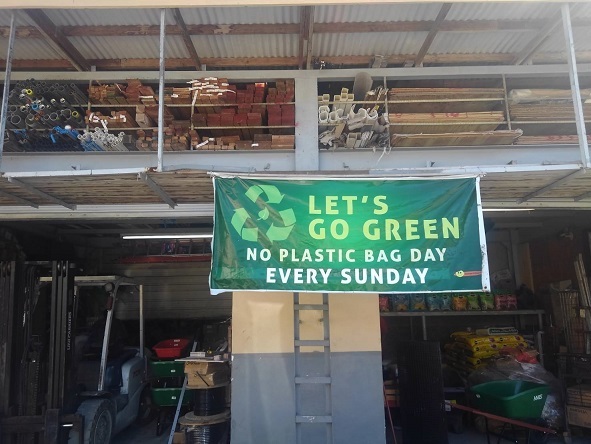 LET'S
GO GREEN
NO PLASTIC BAG DAY
EVERY SUNDAY